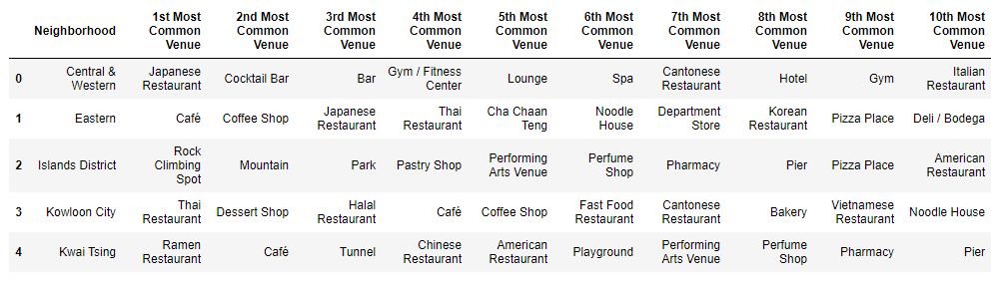 Neighborhood 1st Most Common Venue 2nd Most Common Venue 3rd Most Common Venue 4th Most Common Venue 5th Most Common Venue 6th Most Common Venue 7th Most Common Venue 8th Most Common Venue 9th Most Common Venue 10th Most Common Venue
0 Central & Western Japanese Restaurant Cocktail Bar Bar Gym / Fitness Center Lounge Spa Cantonese Restaurant Hotel Gym Italian Restaurant
1 Eastern Café Coffee Shop Japanese Restaurant Thai Restaurant Cha Chaan Teng Noodle House Department Store Korean Restaurant Pizza Place Deli / Bodega
2 Islands District Rock Climbing Spot Mountain Park Pastry Shop Performing Arts Venue Perfume Shop Pharmacy Pier Pizza Place American Restaurant
3 Kowloon City Thai Restaurant Dessert Shop Halal Restaurant Café Coffee Shop Fast Food Restaurant Cantonese Restaurant Bakery Vietnamese Restaurant Noodle House
4 Kwai Tsing Ramen Restaurant Café Tunnel Chinese Restaurant American Restaurant Playground Performing Arts Venue Perfume Shop Pharmacy Pier